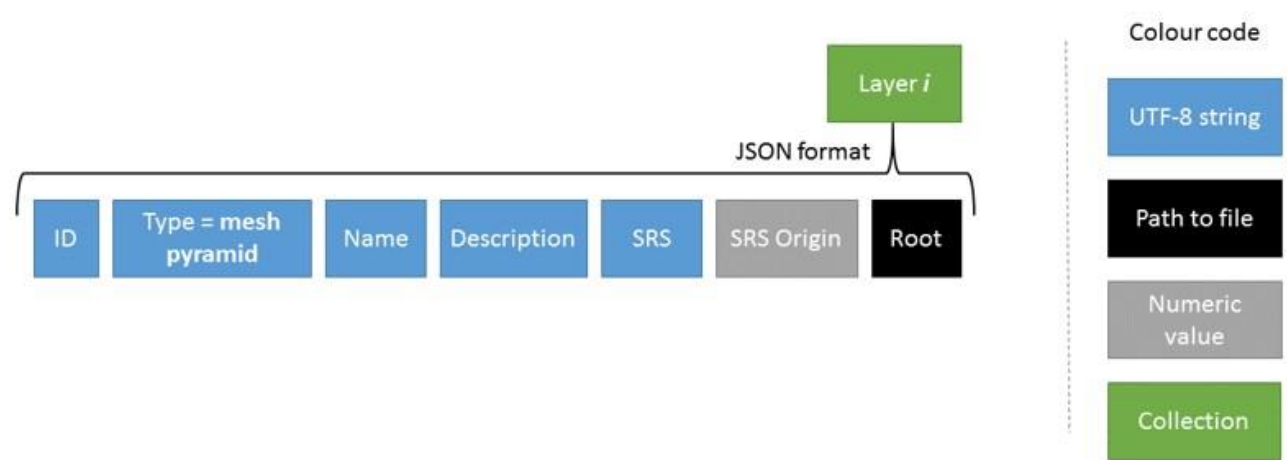 Layer i
JSON format
ID
Type = mesh
pyramid
Name
Description
SRS
SRS Origin
Root
Colour code
UTF-8 string
Path to file
Numeric
value
Collection